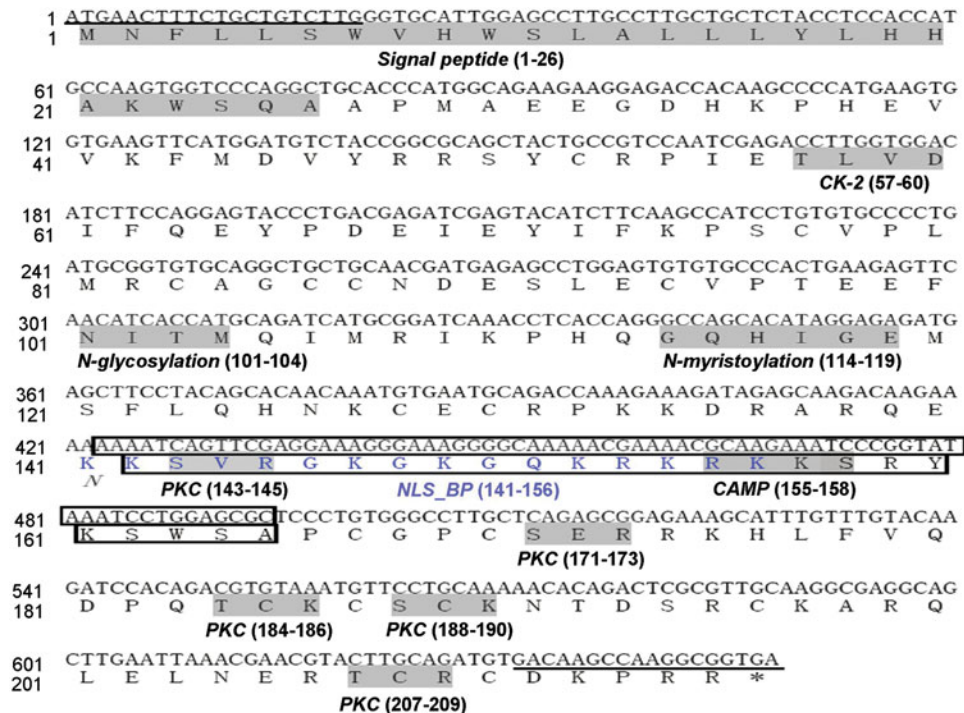 1 ATGAACTTTCTGCTGTCTTGGGTGCATTGGAGCCTTGCCTTGCTGCTCTACCTCCACCAT
1 M N F L L S W V H W S L A L L L Y L H H
Signal peptide (1-26)
61 GCCAAGTGGTCCCAGGCTGCACCCATGGCAGAAGAAGGAGACCACAAGCCCCATGAAGTG
21 A K W S Q A A P M A E E G D H K P H E V
121 GTGAAGTTCATGGATGTCTACCGGCGCAGCTACTGCCGTCCAATCGAGACCTTGGTGGAC
41 V K F M D V Y R R S Y C R P I E T L V D
CK-2 (57-60)
181 ATCTTCCAGGAGTACCCTGACGAGATCGAGTACATCTTCAAGCCATCCTGTGTGCCCCTG
61 I F Q E Y P D E I E Y I F K P S C V P L
241 ATGCGGTGTGCAGGCTGCTGCAACGATGAGAGCCTGGAGTGTGTGCCCACTGAAGAGTTC
81 M R C A G C C N D E S L E C V P T E E F
301 AACATCACCATGCAGATCATGCGGATCAAACCTCACCAGGGCCAGCACATAGGAGAGATG
101 N I T M Q I M R I K P H Q G Q H I G E M
N-glycosylation (101-104) N-myristoylation (114-119)
361 AGCTTCCTACAGCACAACAAATGTGAATGCAGACCAAAGAAAGATAGAGCAAGACAAGAA
121 S F L Q H N K C E C R P K K D R A R Q E
421 AAAAAATCAGTTCGAGGAAAGGGAAAGGGGCAAAAACGAAAACGCAAGAAATCCCGGTAT
141 K K S V R G K G K G Q K R K R K K S R Y
N PKC (143-145) NLS_BP (141-156) CAMP (155-158)
481 AAATCCTGGAGCGCTCCCTGTGGGCCTTGCTCAGAGCGGAGAAAGCATTTGTTTGTACAA
161 K S W S A P C G P C S E R R K H L F V Q
PKC (171-173)
541 GATCCACAGACGTGTAAATGTTCCTGCAAAAACACAGACTCGCGTTGCAAGGCGAGGCAG
181 D P Q T C K C S C K N T D S R C K A R Q
PKC (184-186) PKC (188-190)
601 CTTGAATTAAACGAACGTACTTGCAGATGTGACAAGCCAAGGCGGTGA
201 L E L N E R T C R C D K P R R *
PKC (207-209)